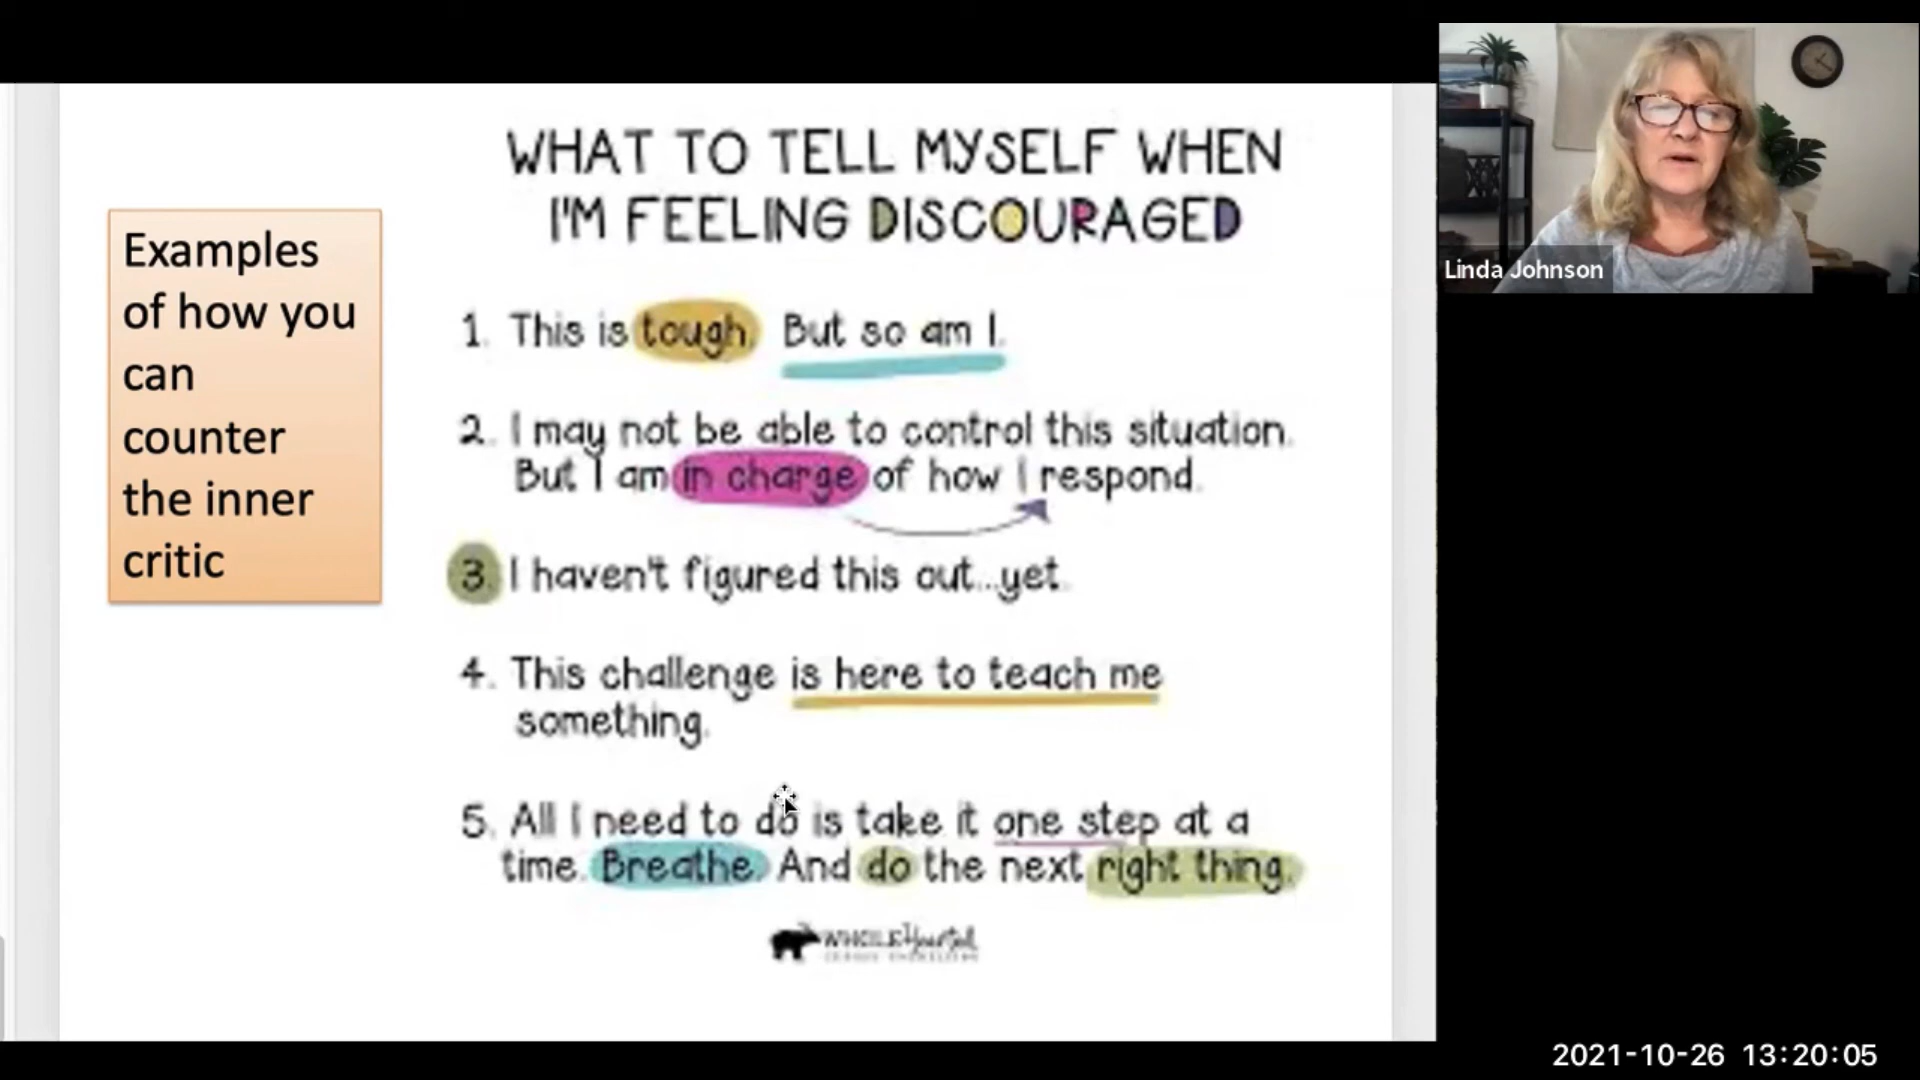 WHAT TO TELL MYSELF WHEN
I'M FEELING DISCOURAGED
Examples
of how you
can
counter
the inner
critic
1. This is tough. But so am I.
2. I may not be able to control this situation.
But I am in charge of how I respond.
3. I haven't figured this out...yet.
4. This challenge is here to teach me
something.
5. All I need to do is take it one step at a
time. Breathe. And do the next right thing.
WHOLE Hearted
Linda Johnson
2021-10-26 13:20:05